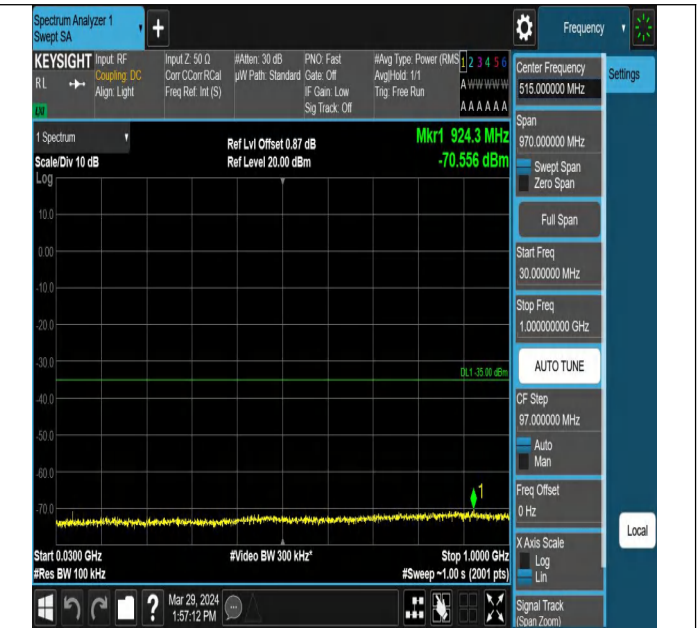 Spectrum Analyzer 1
Swept SA
+
Frequency
KEYSIGHT
RL
LXI
Input: RF
Coupling: DC
Align: Light
Input Z: 50 Ω
Corr CCorr RCal
Freq Ref: Int (S)
#Atten: 30 dB
µW Path: Standard
PNO: Fast
Gate: Off
IF Gain: Low
Sig Track: Off
#Avg Type: Power (RMS
Avg|Hold: 1/1
Trig: Free Run
1 2 3 4 5 6
A W W W W W
A A A A A A
1 Spectrum
Scale/Div 10 dB
Log
Ref Lvl Offset 0.87 dB
Ref Level 20.00 dBm
Mkr1 924.3 MHz
-70.556 dBm
10.0
0.00
-10.0
-20.0
-30.0
DL1 -35.00 dBm
-40.0
-50.0
-60.0
1
-70.0
Start 0.0300 GHz
#Res BW 100 kHz
#Video BW 300 kHz*
Stop 1.0000 GHz
#Sweep ~1.00 s (2001 pts)
?
Mar 29, 2024
1:57:12 PM
Center Frequency
515.000000 MHz
Settings
Span
970.000000 MHz
Swept Span
Zero Span
Full Span
Start Freq
30.000000 MHz
Stop Freq
1.000000000 GHz
AUTO TUNE
CF Step
97.000000 MHz
Auto
Man
Freq Offset
0 Hz
X Axis Scale
Log
Lin
Local
Signal Track
(Span Zoom)